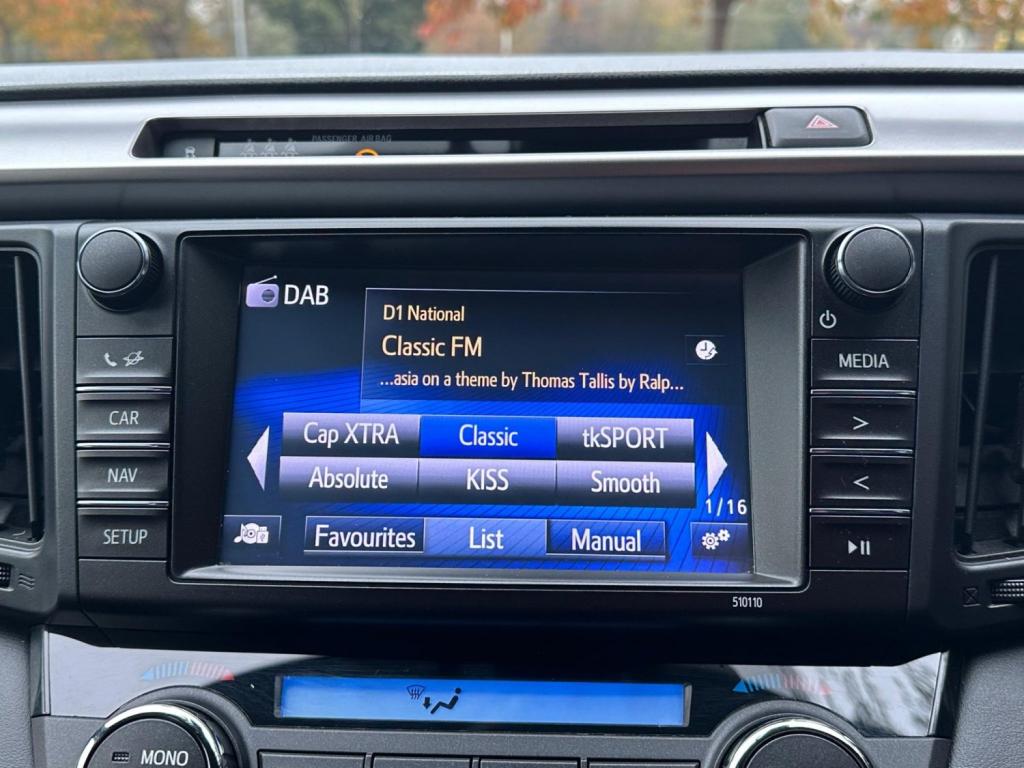 PASSENGER AIR BAG
DAB
D1 National
Classic FM
...asia on a theme by Thomas Tallis by Ralp...
Cap XTRA Classic tkSPORT
Absolute KISS Smooth
1/16
Favourites List Manual
CAR
NAV
SETUP
MEDIA
>
<
510110
MONO